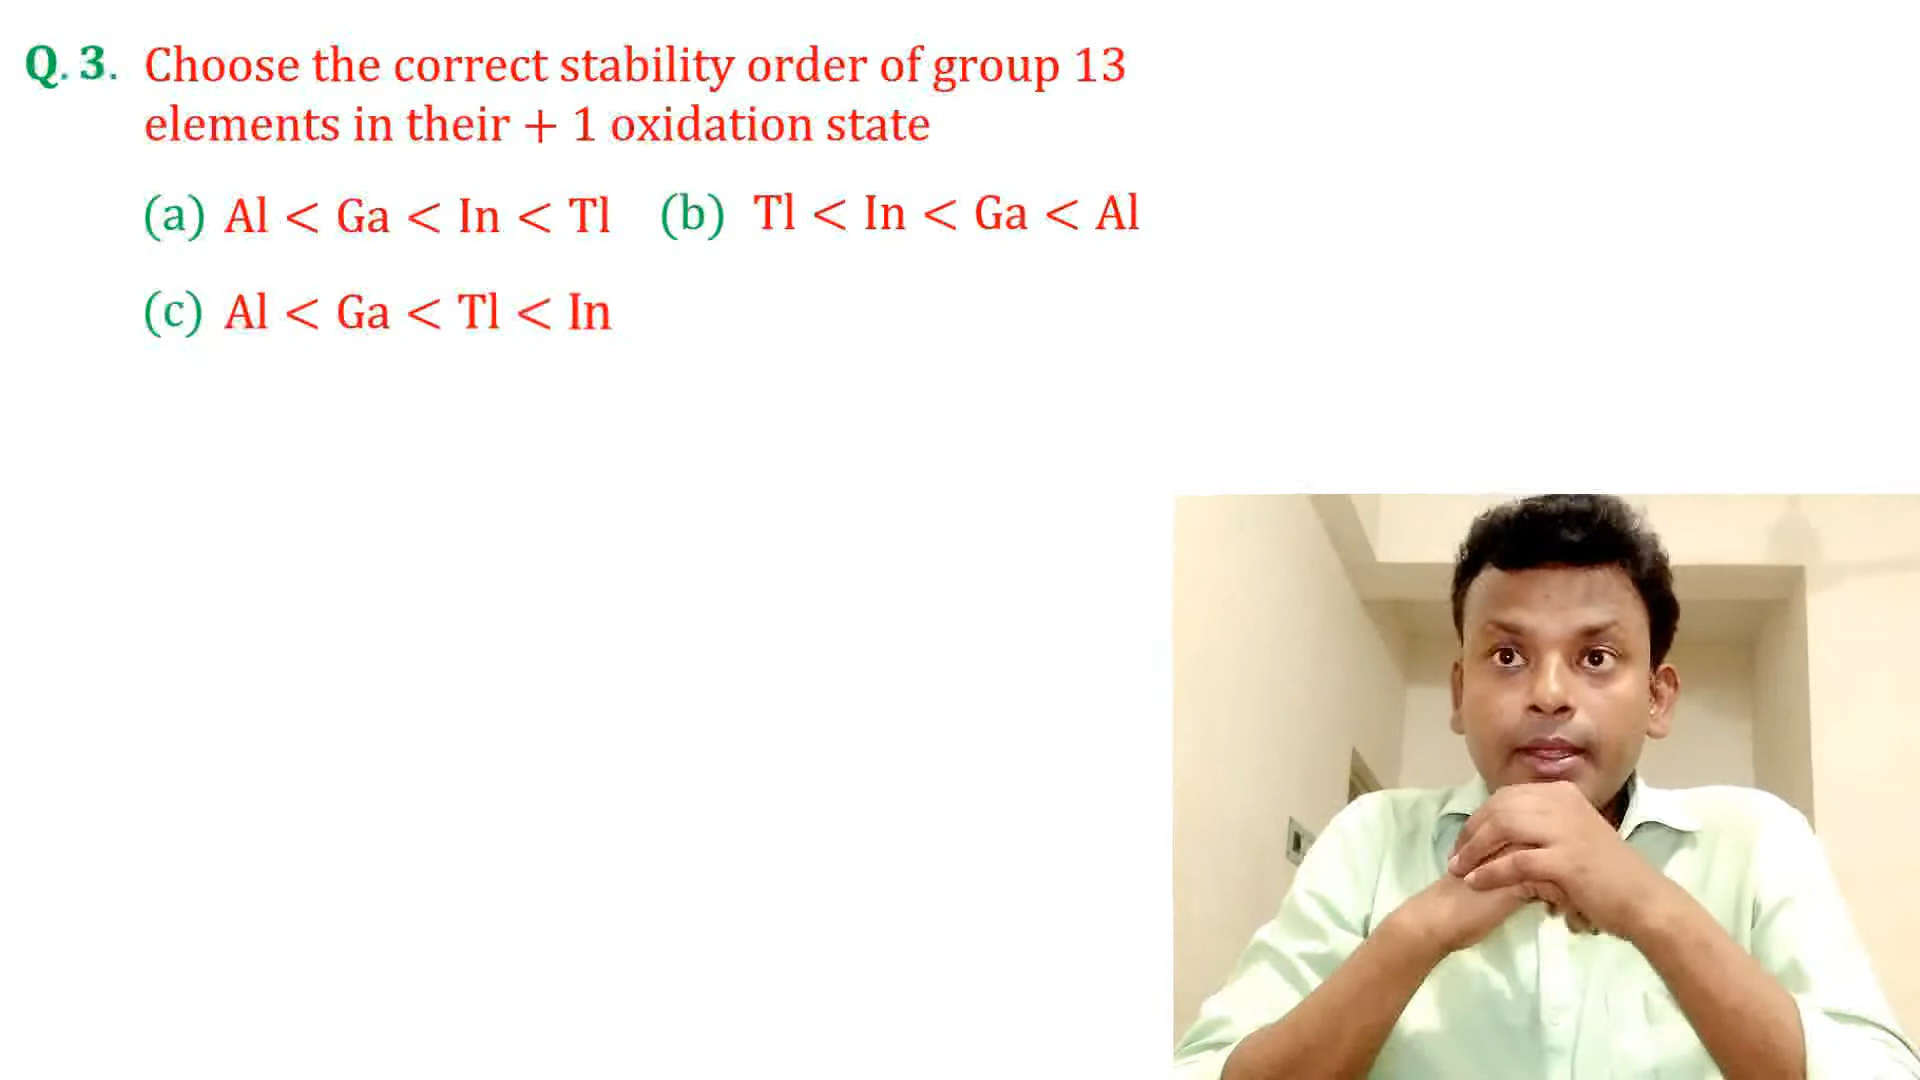 Q. 3. Choose the correct stability order of group 13
elements in their + 1 oxidation state
(a) Al < Ga < In < Tl (b) Tl < In < Ga < Al
(c) Al < Ga < Tl < In